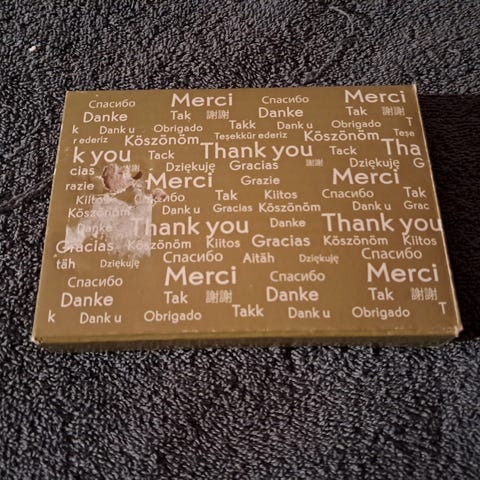 Спасибо Merci Спасибо Merci
Danke Tak 謝謝 Danke Tak 謝謝
k Dank u Obrigado Takk Dank u Obrigado T
r ederiz Köszönöm Teşekkür ederiz Köszönöm Teşe
k you Tack Thank you Tack Tha
cias Dziękuję Gracias 謝謝 Dziękuję G
razie Merci Grazie Merci
Kiitos Спасибо Tak Kiitos Спасибо Tak
Köszönöm Dank u Gracias Köszönöm Dank u Grac
Danke Thank you Danke Thank you
Gracias Köszönöm Kiitos Gracias Köszönöm Kiitos
täh Dziękuję Спасибо Aitäh Dziękuję Спасибо
Merci Спасибо Merci
Danke Tak 謝謝 Danke Tak 謝謝
k Dank u Obrigado Takk Dank u Obrigado T